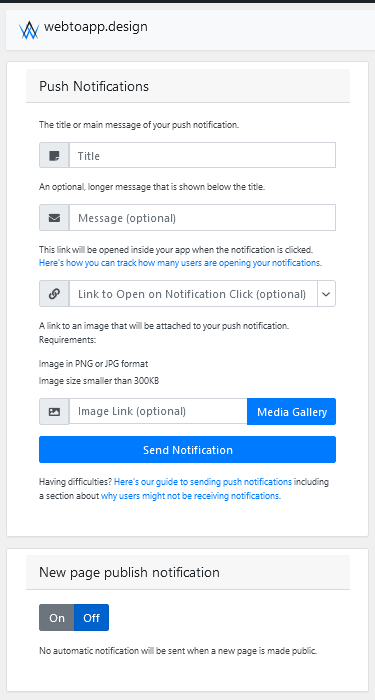 webtoapp.design
Push Notifications
The title or main message of your push notification.
Title
An optional, longer message that is shown below the title.
Message (optional)
This link will be opened inside your app when the notification is clicked.
Here's how you can track how many users are opening your notifications.
Link to Open on Notification Click (optional)
A link to an image that will be attached to your push notification.
Requirements:
Image in PNG or JPG format
Image size smaller than 300KB
Image Link (optional)
Media Gallery
Send Notification
Having difficulties? Here's our guide to sending push notifications including
a section about why users might not be receiving notifications.
New page publish notification
On Off
No automatic notification will be sent when a new page is made public.